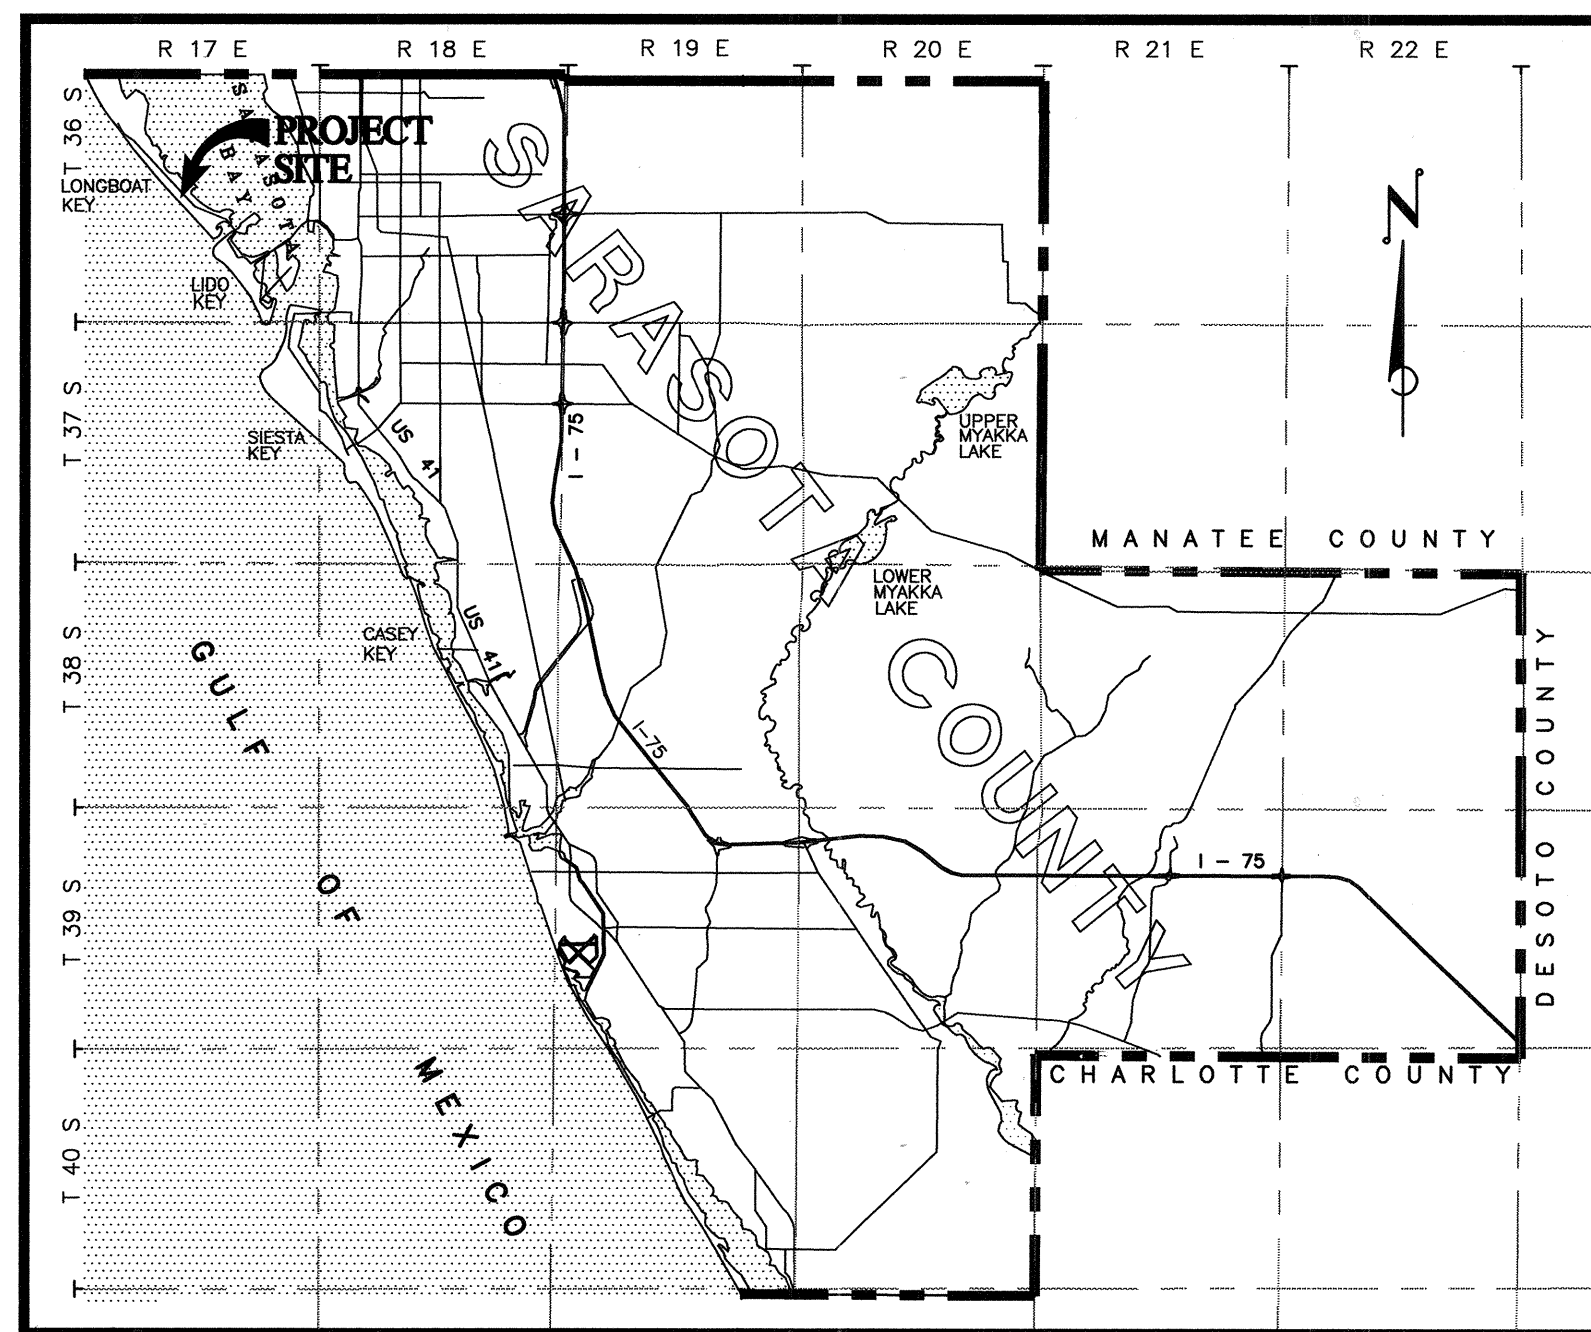 R 17 E
R 18 E
R 19 E
R 20 E
R 21 E
R 22 E
T 36 S
T 37 S
T 38 S
T 39 S
T 40 S
PROJECT
SITE
SARASOTA
BAY
LONGBOAT
KEY
LIDO
KEY
SIESTA
KEY
CASEY
KEY
SARASOTA COUNTY
N
US 41
I - 75
UPPER
MYAKKA
LAKE
LOWER
MYAKKA
LAKE
MANATEE COUNTY
US 41
I-75
I - 75
DESOTO COUNTY
CHARLOTTE COUNTY
GULF
OF
MEXICO